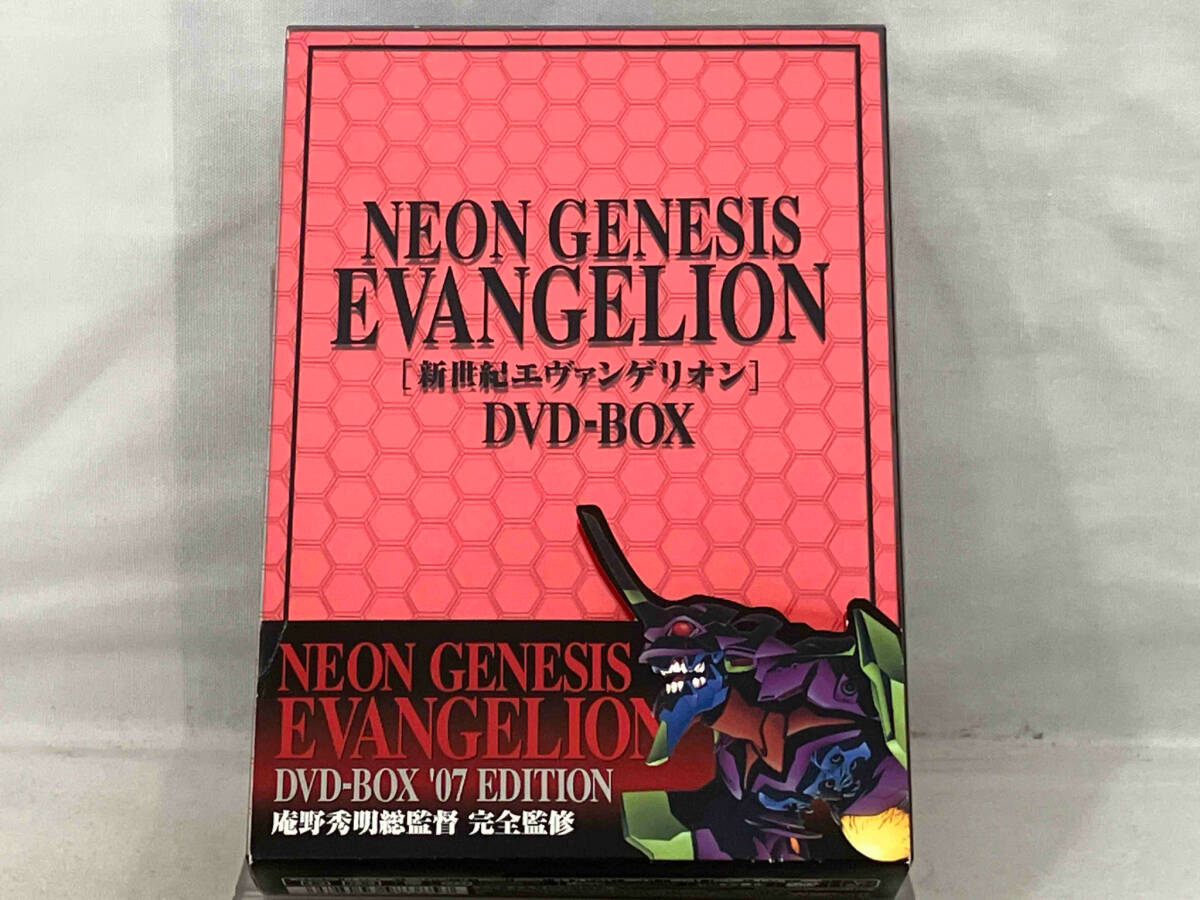 NEON GENESIS
EVANGELION
[新世紀エヴァンゲリオン]
DVD-BOX
NEON GENESIS
EVANGELION
DVD-BOX '07 EDITION
庵野秀明総監督 完全監修